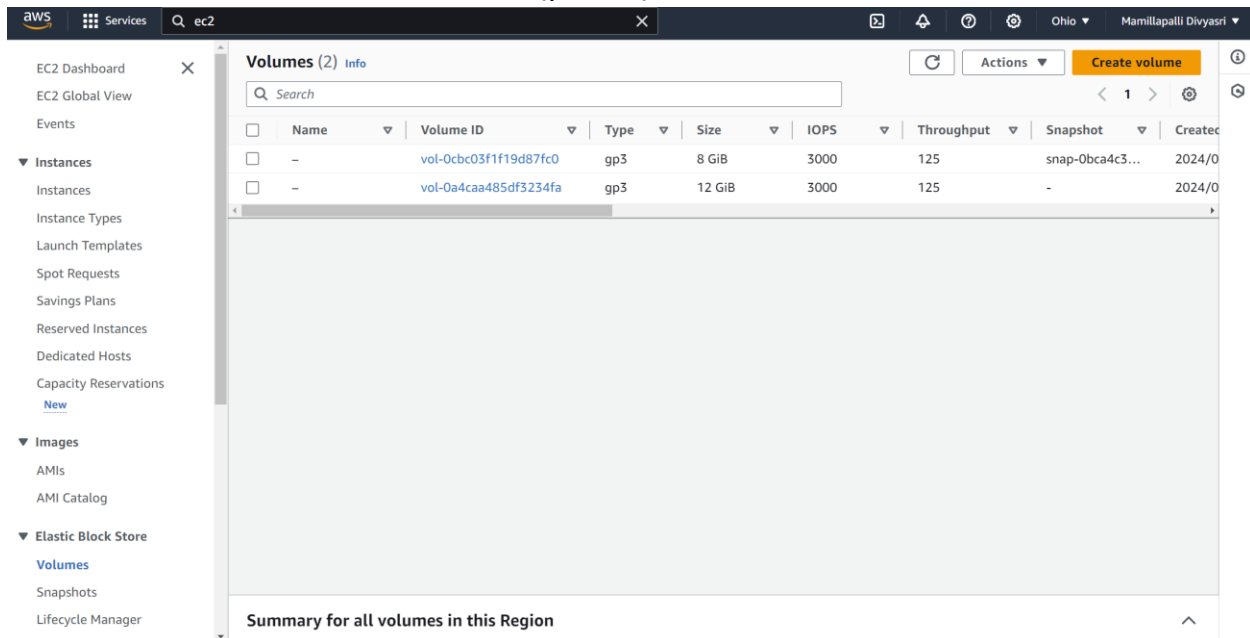 aws Services ec2 Ohio Mamillapalli Divyasri
EC2 Dashboard
EC2 Global View
Events
Instances
Instances
Instance Types
Launch Templates
Spot Requests
Savings Plans
Reserved Instances
Dedicated Hosts
Capacity Reservations
New
Images
AMIs
AMI Catalog
Elastic Block Store
Volumes
Snapshots
Lifecycle Manager
Volumes (2) Info Actions Create volume
Search 1
Name Volume ID Type Size IOPS Throughput Snapshot Created
– vol-0cbc03f1f19d87fc0 gp3 8 GiB 3000 125 snap-0bca4c3... 2024/0
– vol-0a4caa485df3234fa gp3 12 GiB 3000 125 - 2024/0
Summary for all volumes in this Region